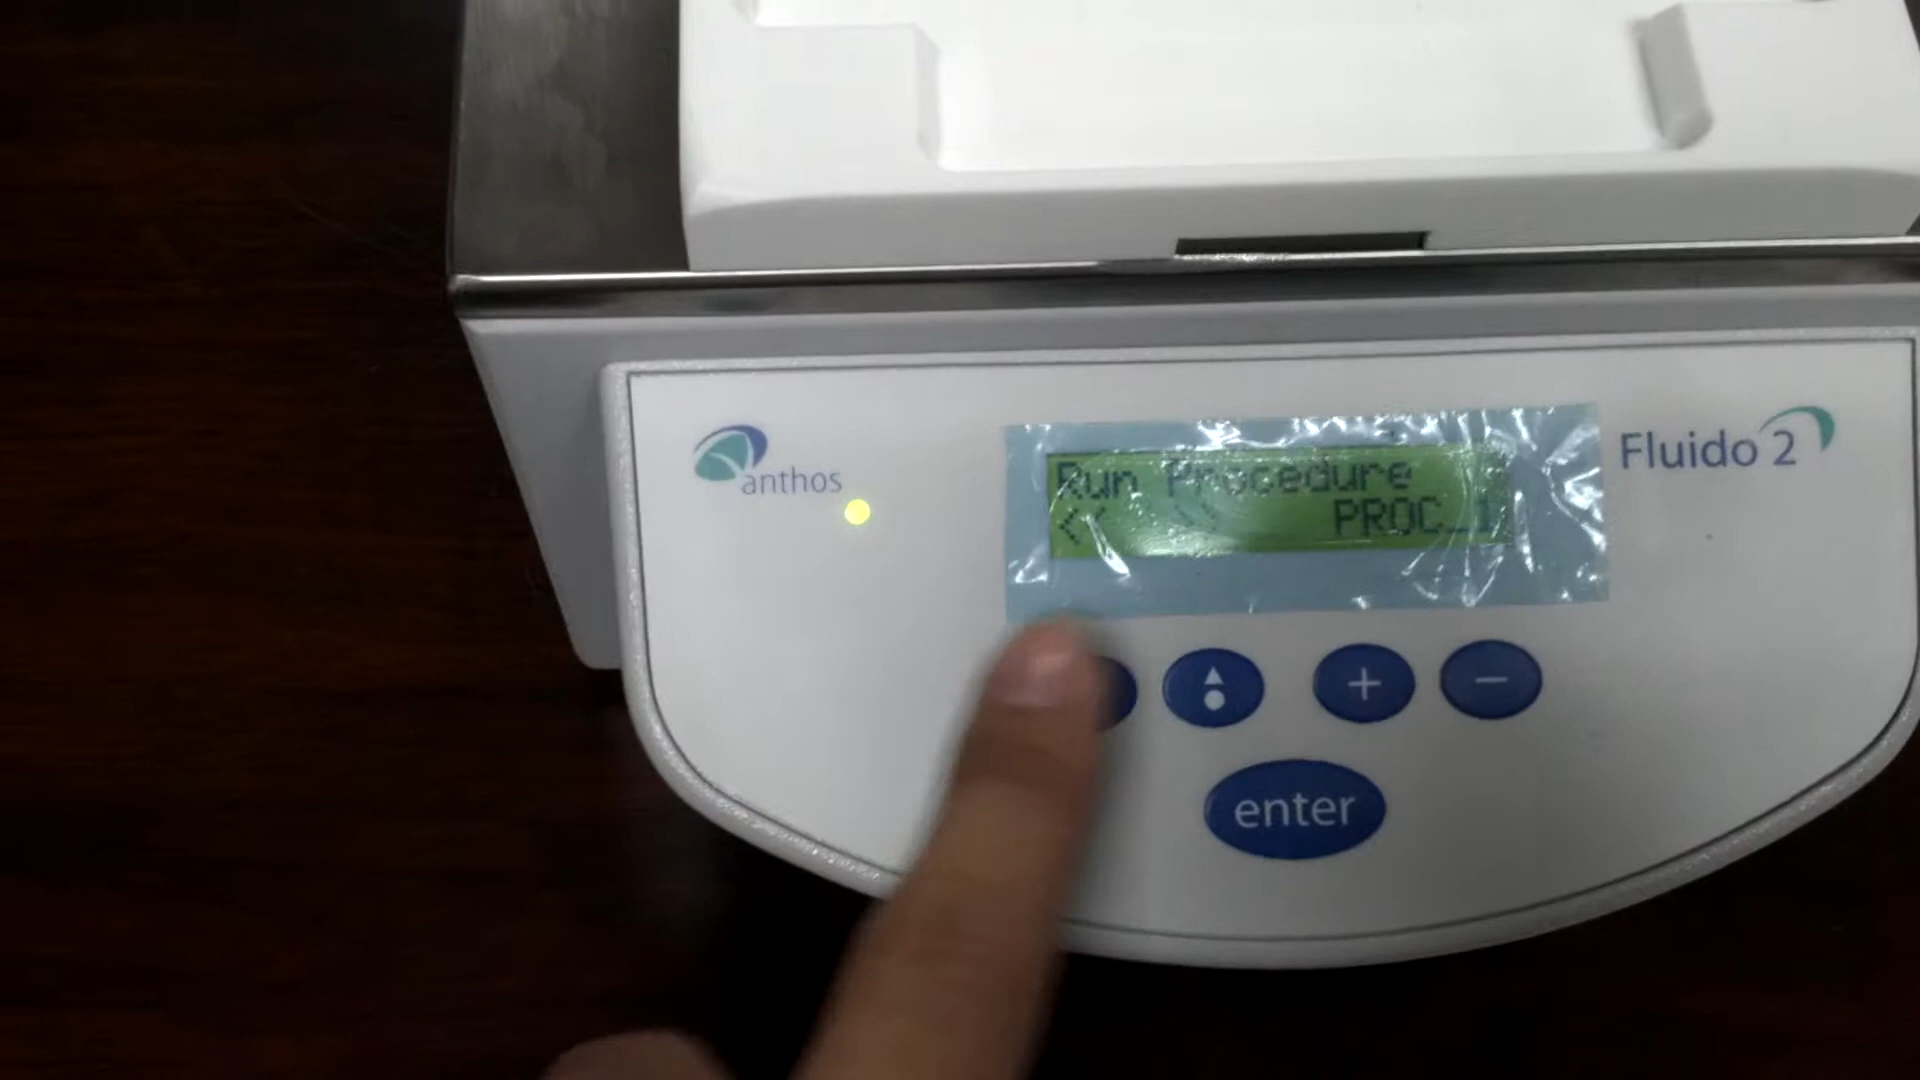 anthos
Run Procedure
<< PROC_1
Fluido 2
+
−
enter